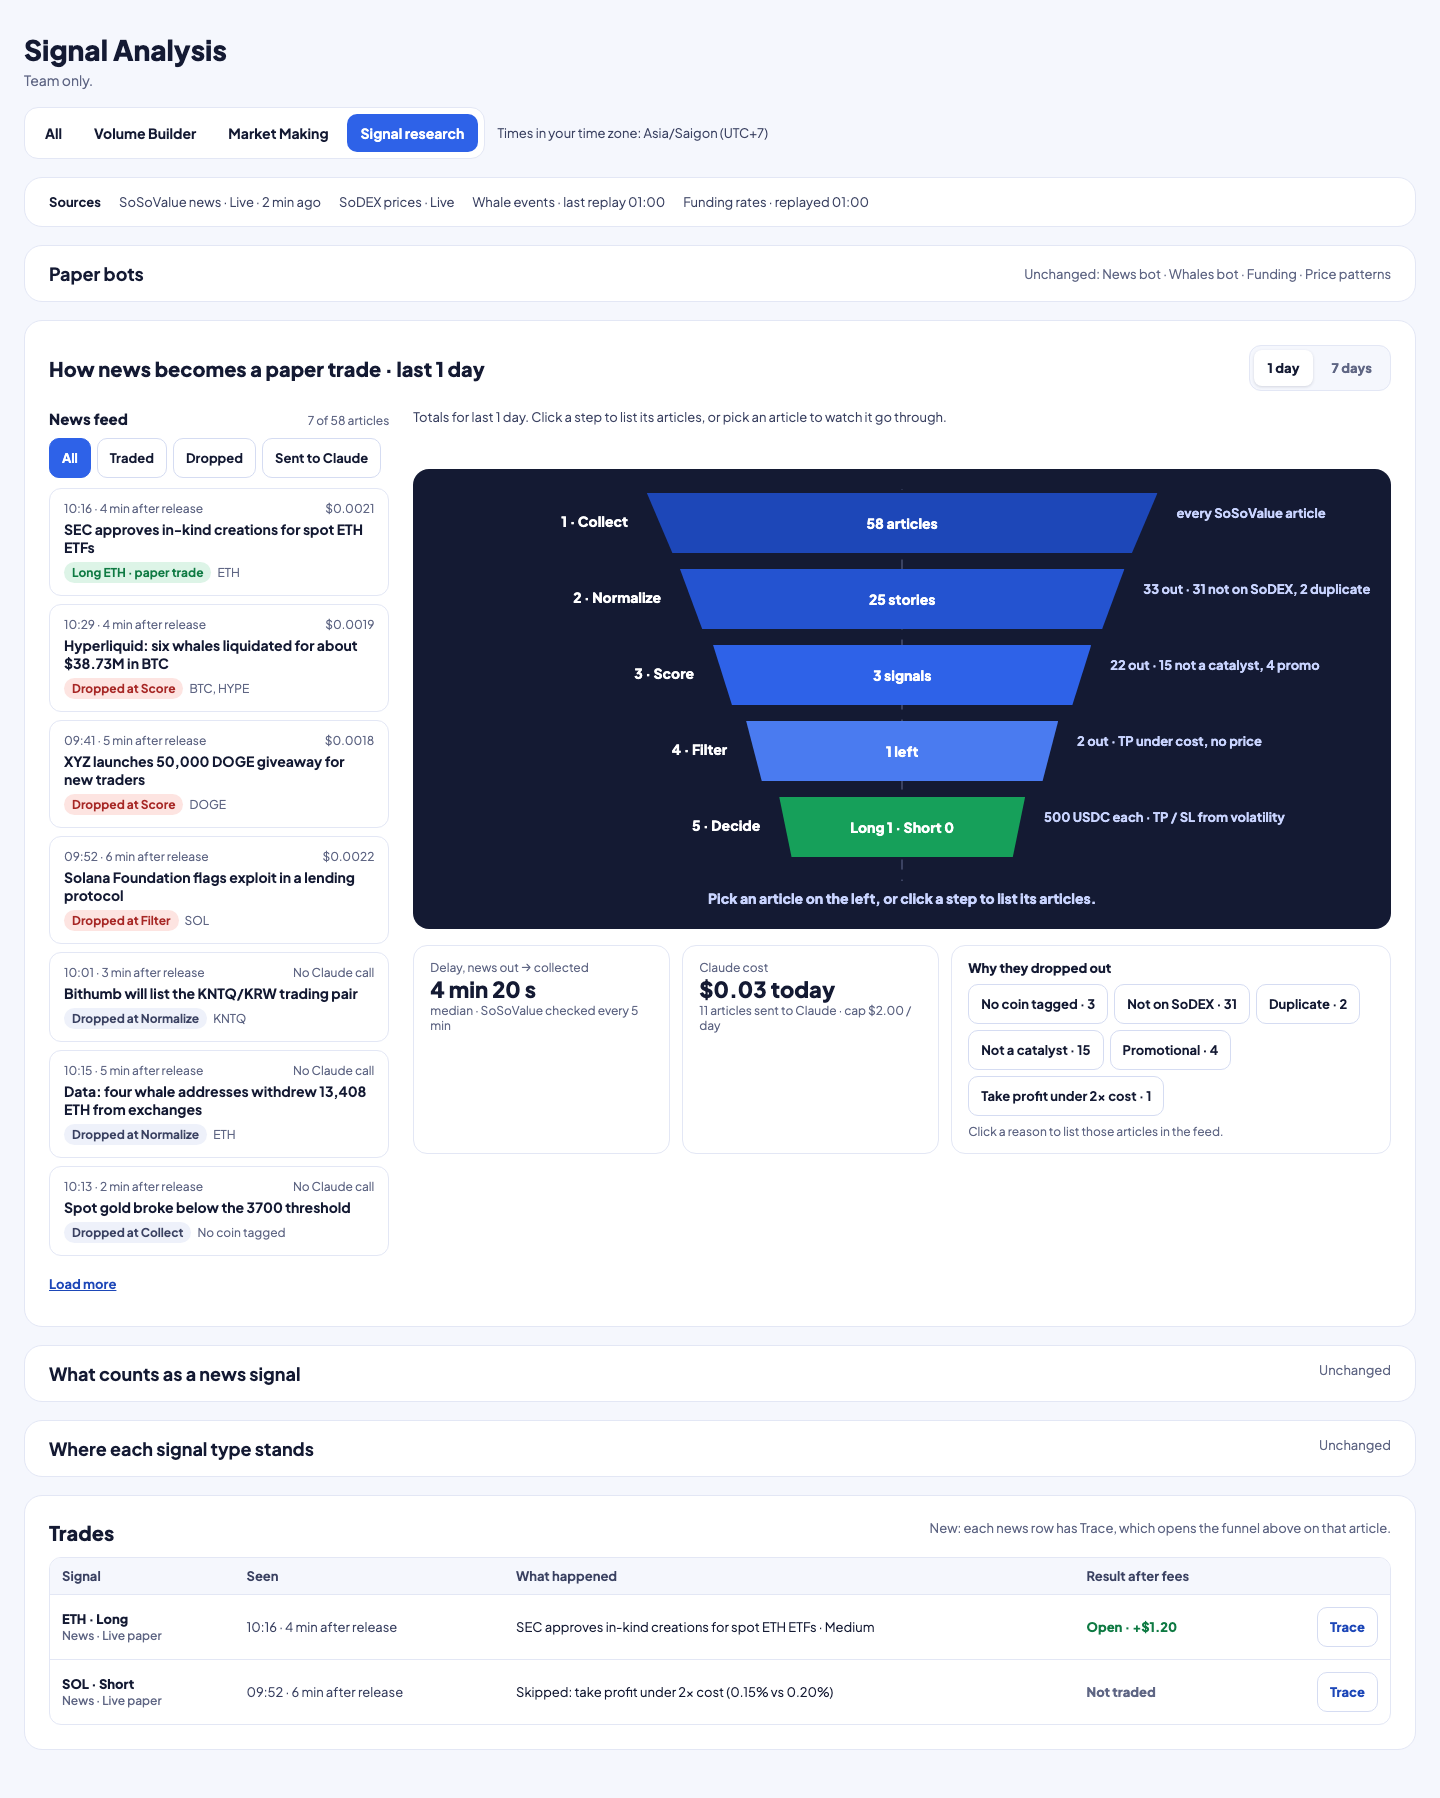 Signal Analysis
Team only.
All
Volume Builder
Market Making
Signal research
Times in your time zone: Asia/Saigon (UTC+7)
Sources
SoSoValue news · Live · 2 min ago
SoDEX prices · Live
Whale events · last replay 01:00
Funding rates · replayed 01:00
Paper bots
Unchanged: News bot · Whales bot · Funding · Price patterns
How news becomes a paper trade · last 1 day
1 day
7 days
News feed
7 of 58 articles
All
Traded
Dropped
Sent to Claude
10:16 · 4 min after release
$0.0021
SEC approves in-kind creations for spot ETH
ETFs
Long ETH · paper trade
ETH
10:29 · 4 min after release
$0.0019
Hyperliquid: six whales liquidated for about
$38.73M in BTC
Dropped at Score
BTC, HYPE
09:41 · 5 min after release
$0.0018
XYZ launches 50,000 DOGE giveaway for
new traders
Dropped at Score
DOGE
09:52 · 6 min after release
$0.0022
Solana Foundation flags exploit in a lending
protocol
Dropped at Filter
SOL
10:01 · 3 min after release
No Claude call
Bithumb will list the KNTQ/KRW trading pair
Dropped at Normalize
KNTQ
10:15 · 5 min after release
No Claude call
Data: four whale addresses withdrew 13,408
ETH from exchanges
Dropped at Normalize
ETH
10:13 · 2 min after release
No Claude call
Spot gold broke below the 3700 threshold
Dropped at Collect
No coin tagged
Load more
Totals for last 1 day. Click a step to list its articles, or pick an article to watch it go through.
1 · Collect
58 articles
every SoSoValue article
2 · Normalize
25 stories
33 out · 31 not on SoDEX, 2 duplicate
3 · Score
3 signals
22 out · 15 not a catalyst, 4 promo
4 · Filter
1 left
2 out · TP under cost, no price
5 · Decide
Long 1 · Short 0
500 USDC each · TP / SL from volatility
Pick an article on the left, or click a step to list its articles.
Delay, news out → collected
4 min 20 s
median · SoSoValue checked every 5
min
Claude cost
$0.03 today
11 articles sent to Claude · cap $2.00 /
day
Why they dropped out
No coin tagged · 3
Not on SoDEX · 31
Duplicate · 2
Not a catalyst · 15
Promotional · 4
Take profit under 2× cost · 1
Click a reason to list those articles in the feed.
What counts as a news signal
Unchanged
Where each signal type stands
Unchanged
Trades
New: each news row has Trace, which opens the funnel above on that article.
Signal
Seen
What happened
Result after fees
ETH · Long
News · Live paper
10:16 · 4 min after release
SEC approves in-kind creations for spot ETH ETFs · Medium
Open · +$1.20
Trace
SOL · Short
News · Live paper
09:52 · 6 min after release
Skipped: take profit under 2× cost (0.15% vs 0.20%)
Not traded
Trace